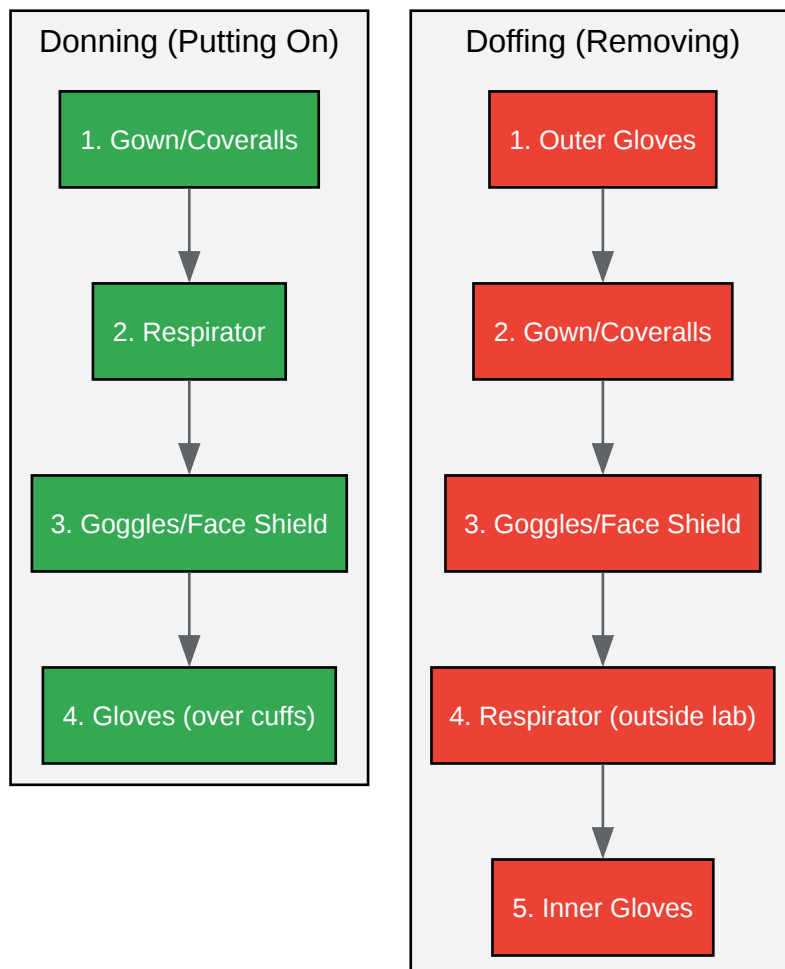 Donning (Putting On)
1. Gown/Coveralls
2. Respirator
3. Goggles/Face Shield
4. Gloves (over cuffs)
Doffing (Removing)
1. Outer Gloves
2. Gown/Coveralls
3. Goggles/Face Shield
4. Respirator (outside lab)
5. Inner Gloves